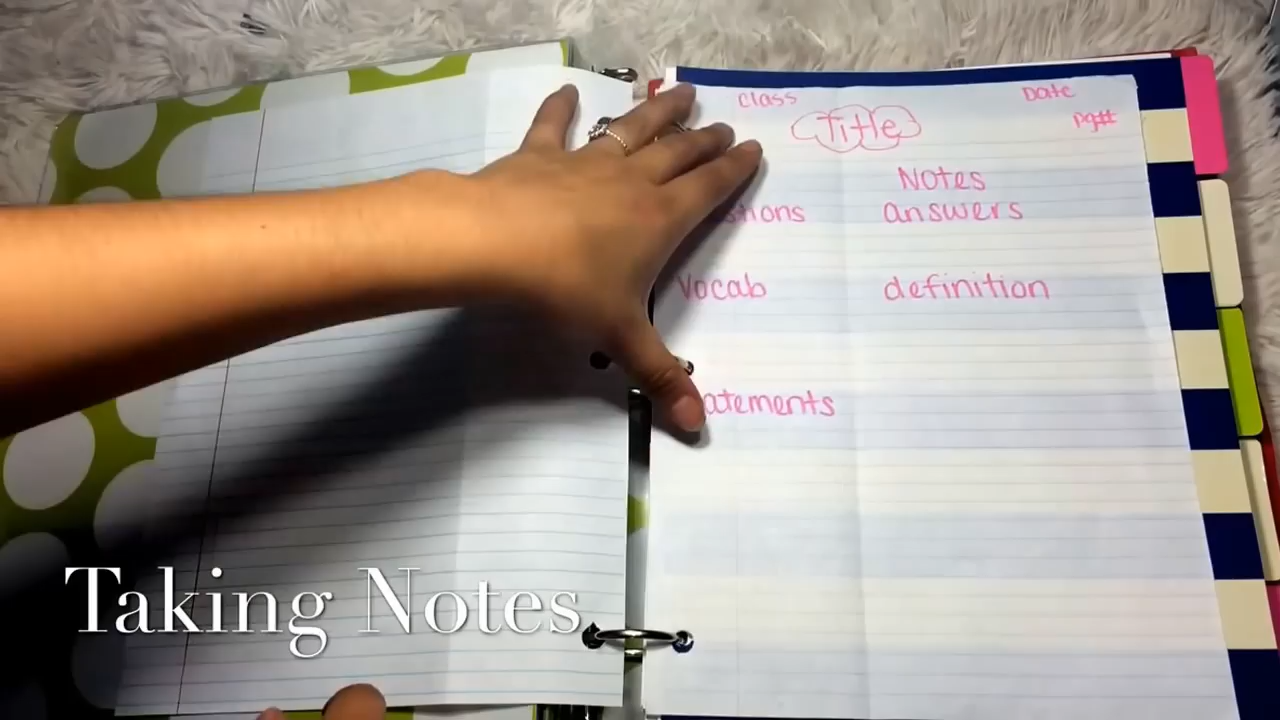 Class Date
Title pg#
Notes
answers
Vocab definition
Taking Notes